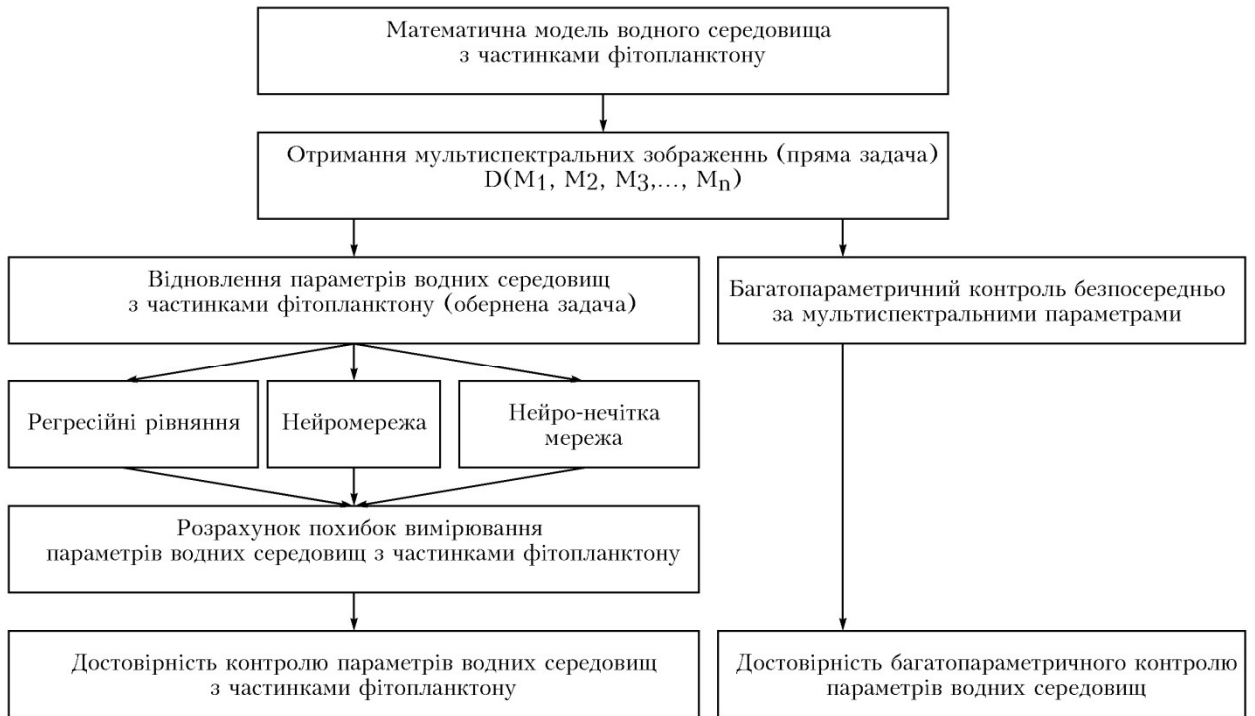 Математична модель водного середовища
з частинками фітопланктону
Отримання мультиспектральних зображеннь (пряма задача)
D(M1, M2, M3,..., Mn)
Відновлення параметрів водних середовищ
з частинками фітопланктону (обернена задача)
Багатопараметричний контроль безпосередньо
за мультиспектральними параметрами
Регресійні рівняння
Нейромережа
Нейро-нечітка
мережа
Розрахунок похибок вимірювання
параметрів водних середовищ з частинками фітопланктону
Достовірність контролю параметрів водних середовищ
з частинками фітопланктону
Достовірність багатопараметричного контролю
параметрів водних середовищ